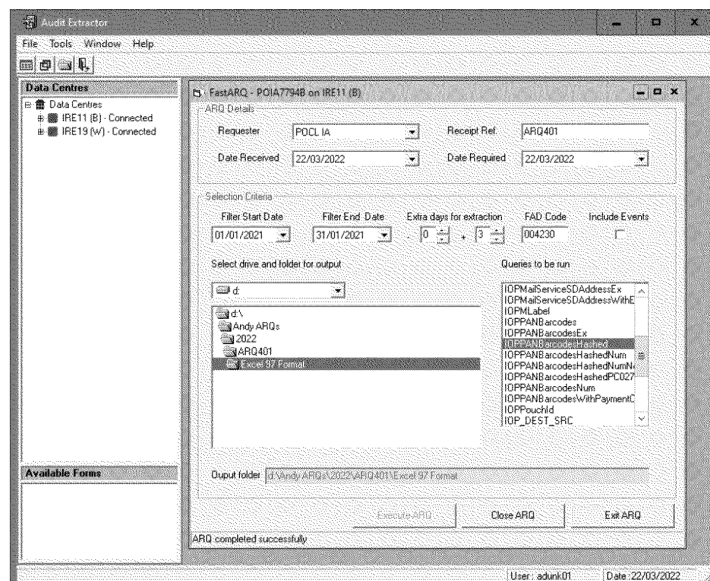 Audit Extractor
File Tools Window Help
Data Centres
Data Centres
IRE11 (B) - Connected
IRE19 (W) - Connected
Available Forms
FastARQ - POIA7794B on IRE11 (B)
ARQ Details
Requester POCL IA Receipt Ref. ARQ401
Date Received 22/03/2022 Date Required 22/03/2022
Selection Criteria
Filter Start Date Filter End Date Extra days for extraction FAD Code Include Events
01/01/2021 31/01/2021 - 0 + 3 004230
Select drive and folder for output Queries to be run
d:
d:\
Andy ARQs
2022
ARQ401
Excel 97 Format
IOPMailServiceSDAddressEx
IOPMailServiceSDAddressWithE
IOPMLabel
IOPPANBarcodes
IOPPANBarcodesEx
IOPPANBarcodesHashed
IOPPANBarcodesHashedNum
IOPPANBarcodesHashedNumN
IOPPANBarcodesHashedPC027
IOPPANBarcodesNum
IOPPANBarcodesWithPaymentC
IOPPouchId
IOP_DEST_SRC
Ouput folder d:\Andy ARQs\2022\ARQ401\Excel 97 Format
Execute ARQ Close ARQ Exit ARQ
ARQ completed successfully
User : adunk01 Date :22/03/2022